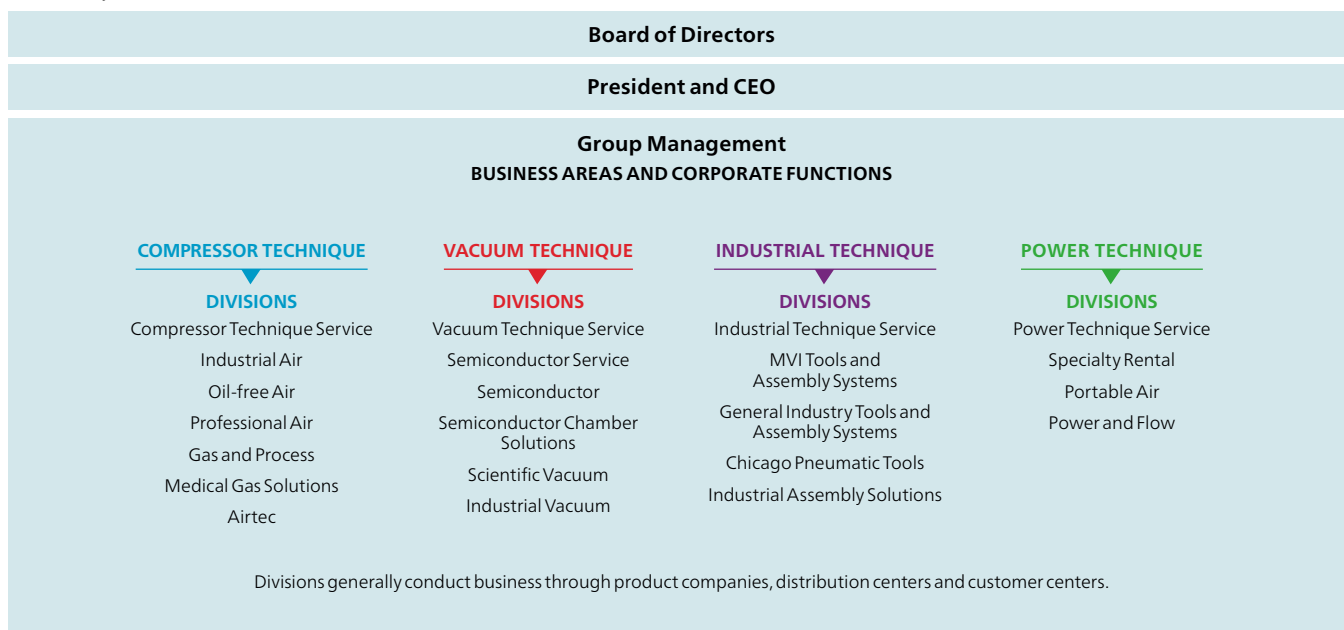 Board of Directors
President and CEO
Group Management
BUSINESS AREAS AND CORPORATE FUNCTIONS
COMPRESSOR TECHNIQUE
DIVISIONS
Compressor Technique Service
Industrial Air
Oil-free Air
Professional Air
Gas and Process
Medical Gas Solutions
Airtec
VACUUM TECHNIQUE
DIVISIONS
Vacuum Technique Service
Semiconductor Service
Semiconductor
Semiconductor Chamber
Solutions
Scientific Vacuum
Industrial Vacuum
INDUSTRIAL TECHNIQUE
DIVISIONS
Industrial Technique Service
MVI Tools and
Assembly Systems
General Industry Tools and
Assembly Systems
Chicago Pneumatic Tools
Industrial Assembly Solutions
POWER TECHNIQUE
DIVISIONS
Power Technique Service
Specialty Rental
Portable Air
Power and Flow
Divisions generally conduct business through product companies, distribution centers and customer centers.